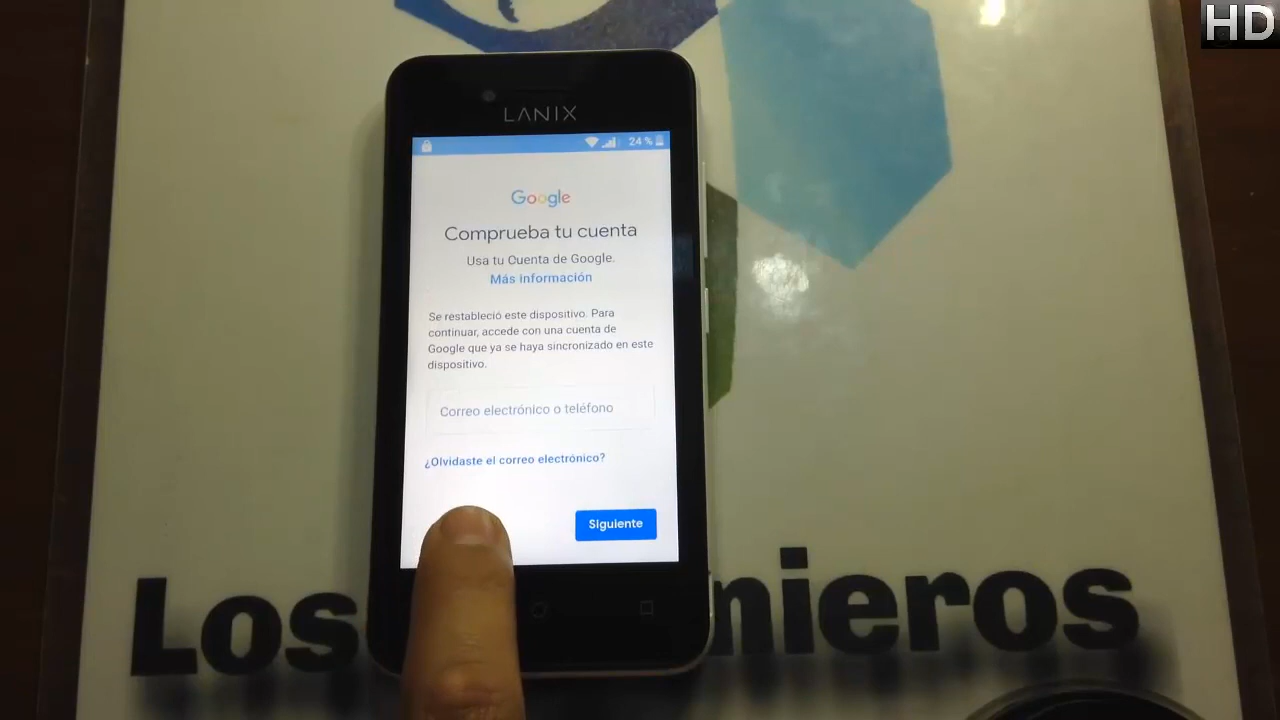 HD
LANIX
24 %
Google
Comprueba tu cuenta
Usa tu Cuenta de Google.
Más información
Se restableció este dispositivo. Para
continuar, accede con una cuenta de
Google que ya se haya sincronizado en este
dispositivo.
Correo electrónico o teléfono
¿Olvidaste el correo electrónico?
Siguiente
Los nieros